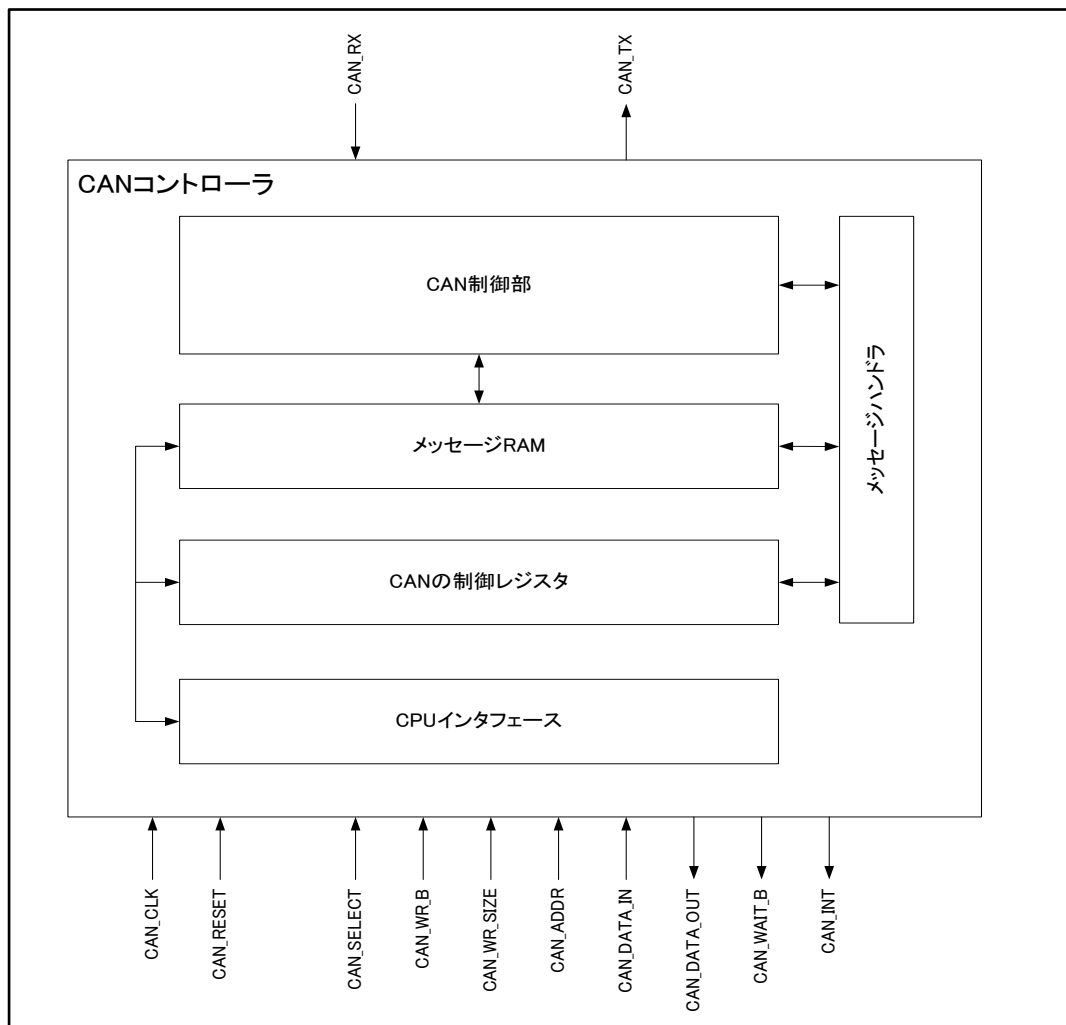 CAN_RX
CAN_TX
CANコントローラ
CAN制御部
メッセージハンドラ
メッセージRAM
CANの制御レジスタ
CPUインタフェース
CAN_CLK
CAN_RESET
CAN_SELECT
CAN_WR_B
CAN_WR_SIZE
CAN_ADDR
CAN_DATA_IN
CAN_DATA_OUT
CAN_WAIT_B
CAN_INT